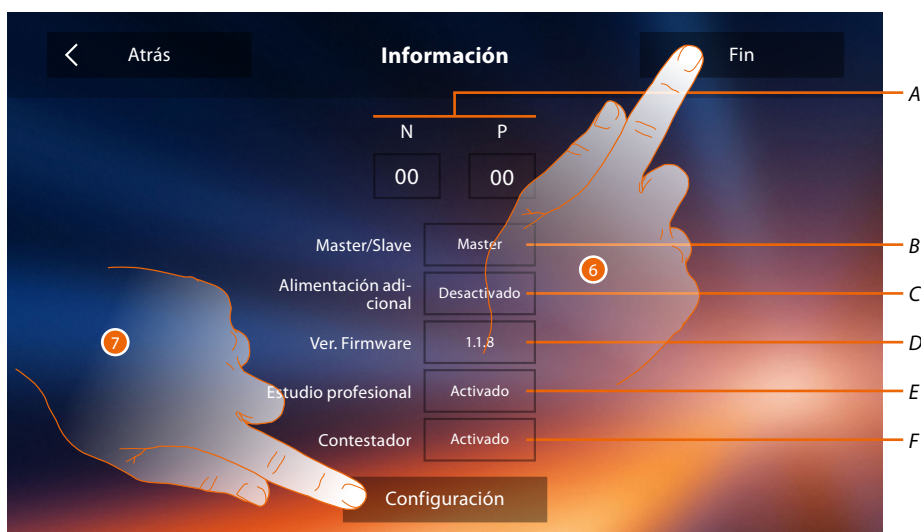 Atrás
Información
Fin
A
N P
00 00
Master/Slave Master B
6
Alimentación adi-
cional
Desactivado C
7
Ver. Firmware 1.1.8 D
Estudio profesional Activado E
Contestador Activado F
Configuración